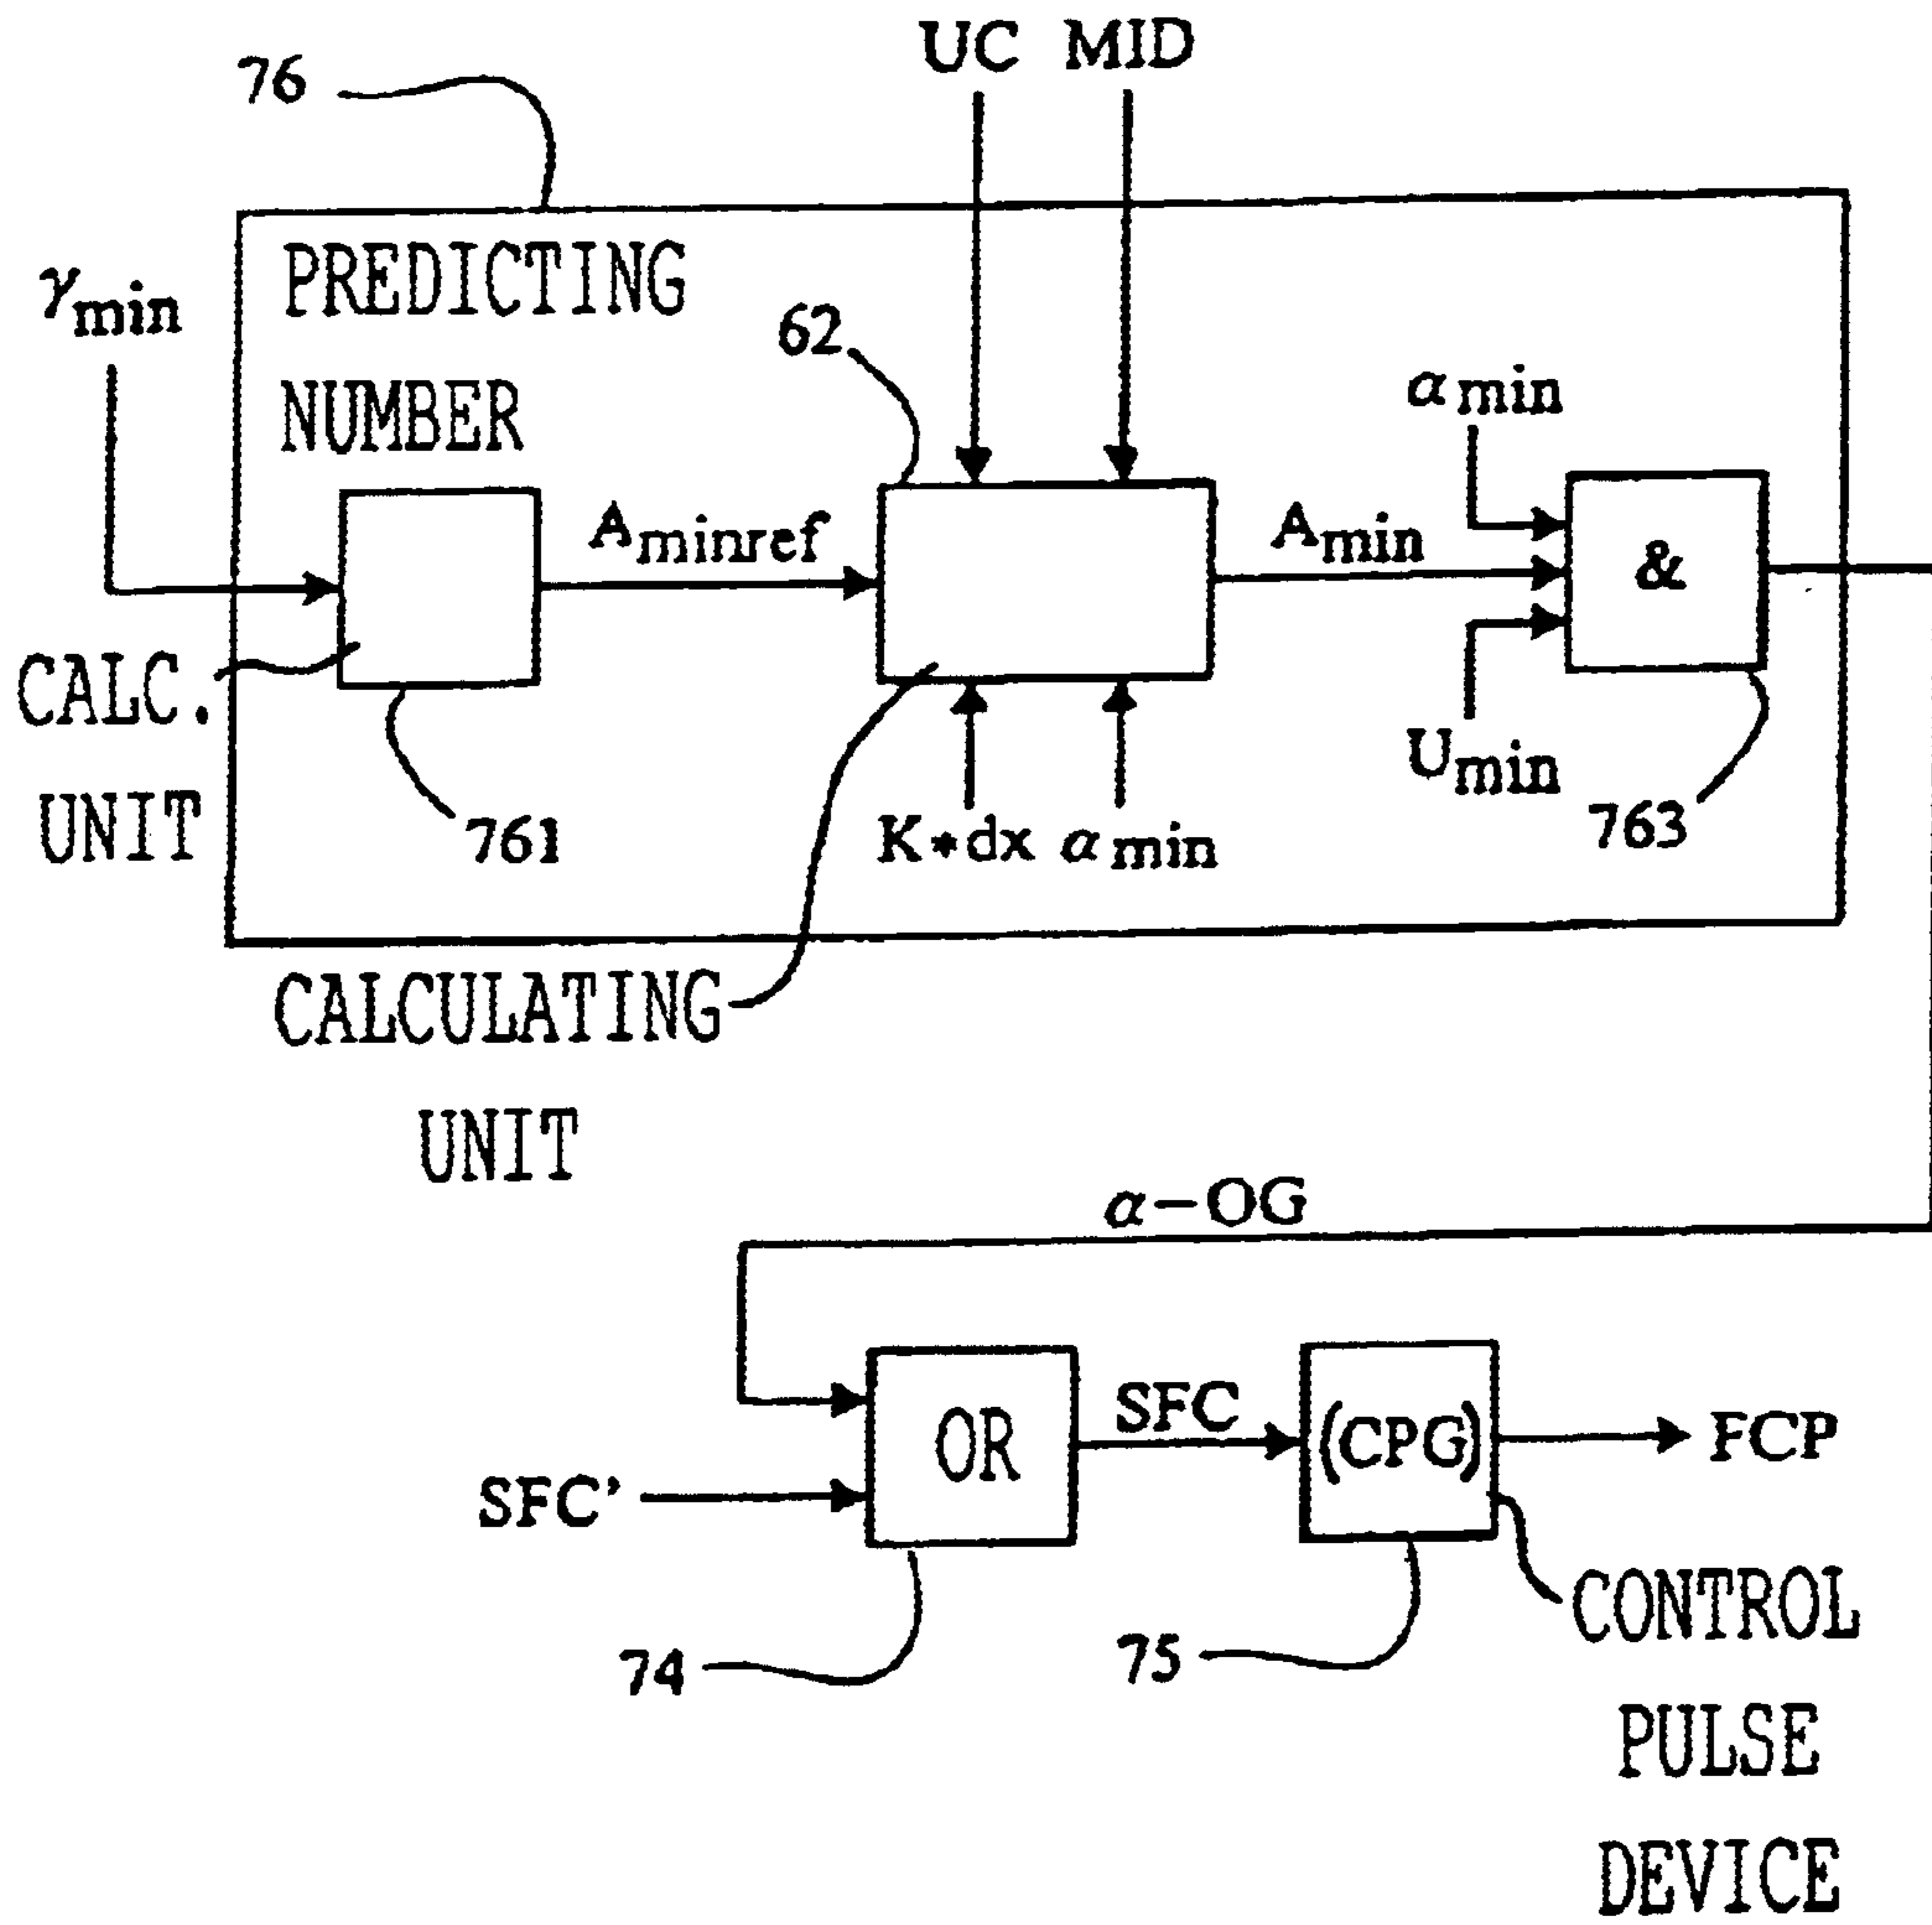 UC MID
76
PREDICTING
NUMBER
γmin
62
αmin
Aminref
Amin
&
CALC.
UNIT
761
K*dx αmin
Umin
763
CALCULATING
UNIT
α-OG
OR
SFC
(CPG)
FCP
SFC'
74
75
CONTROL
PULSE
DEVICE